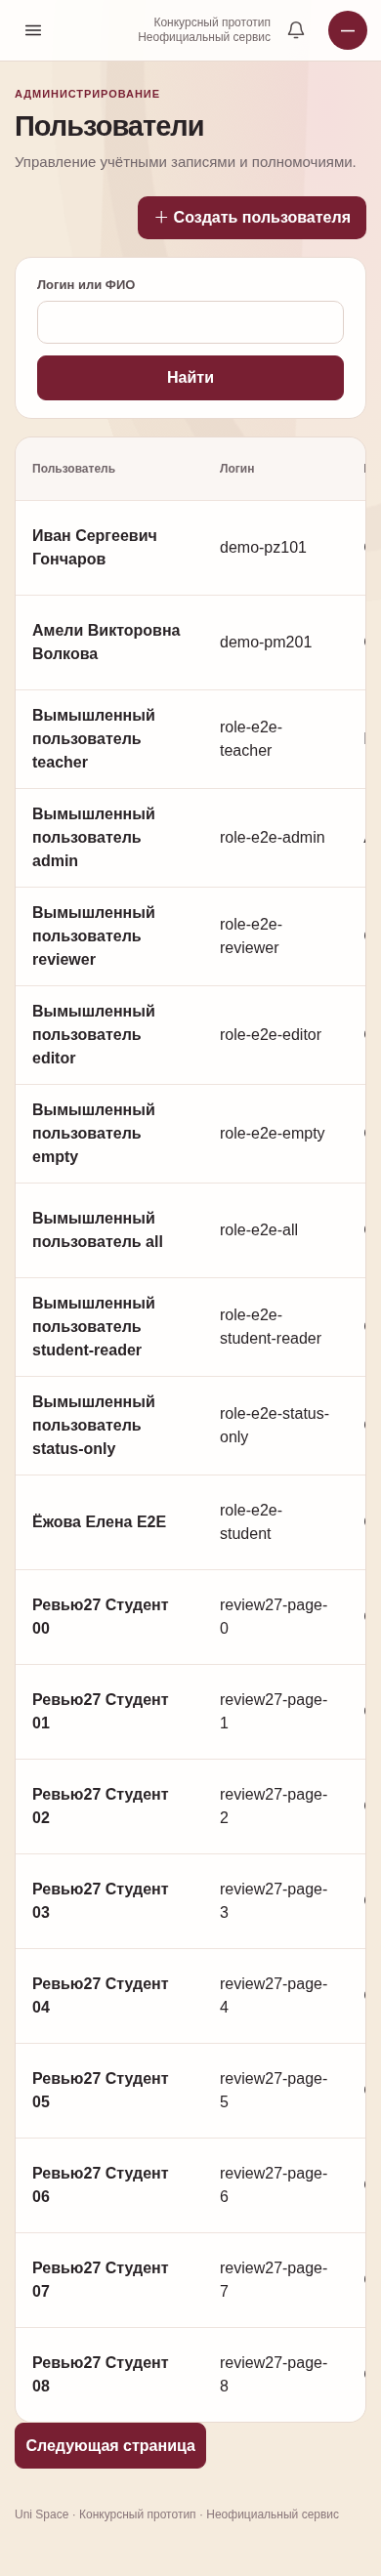 Конкурсный прототип
Неофициальный сервис
—
АДМИНИСТРИРОВАНИЕ
Пользователи
Управление учётными записями и полномочиями.
+ Создать пользователя
Логин или ФИО
Найти
Пользователь Логин
Иван Сергеевич
Гончаров
demo-pz101
Амели Викторовна
Волкова
demo-pm201
Вымышленный
пользователь
teacher
role-e2e-
teacher
Вымышленный
пользователь
admin
role-e2e-admin
Вымышленный
пользователь
reviewer
role-e2e-
reviewer
Вымышленный
пользователь
editor
role-e2e-editor
Вымышленный
пользователь
empty
role-e2e-empty
Вымышленный
пользователь all
role-e2e-all
Вымышленный
пользователь
student-reader
role-e2e-
student-reader
Вымышленный
пользователь
status-only
role-e2e-status-
only
Ёжова Елена E2E
role-e2e-
student
Ревью27 Студент
00
review27-page-
0
Ревью27 Студент
01
review27-page-
1
Ревью27 Студент
02
review27-page-
2
Ревью27 Студент
03
review27-page-
3
Ревью27 Студент
04
review27-page-
4
Ревью27 Студент
05
review27-page-
5
Ревью27 Студент
06
review27-page-
6
Ревью27 Студент
07
review27-page-
7
Ревью27 Студент
08
review27-page-
8
Следующая страница
Uni Space · Конкурсный прототип · Неофициальный сервис